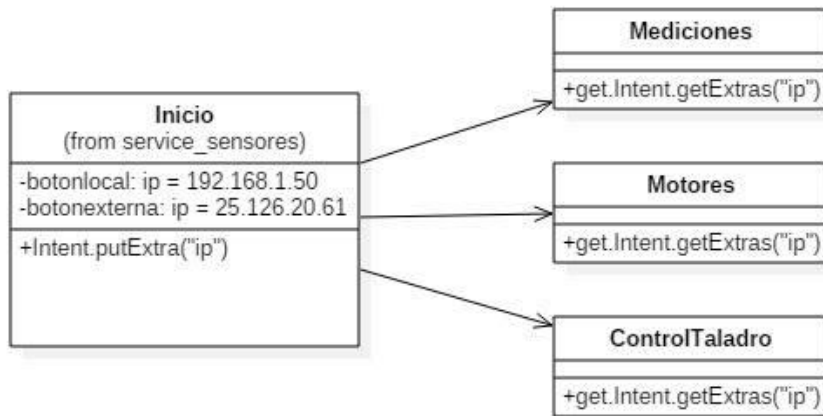 Inicio
(from service_sensores)
-botonlocal: ip = 192.168.1.50
-botonexterna: ip = 25.126.20.61
+Intent.putExtra("ip")
Mediciones
+get.Intent.getExtras("ip")
Motores
+get.Intent.getExtras("ip")
ControlTaladro
+get.Intent.getExtras("ip")